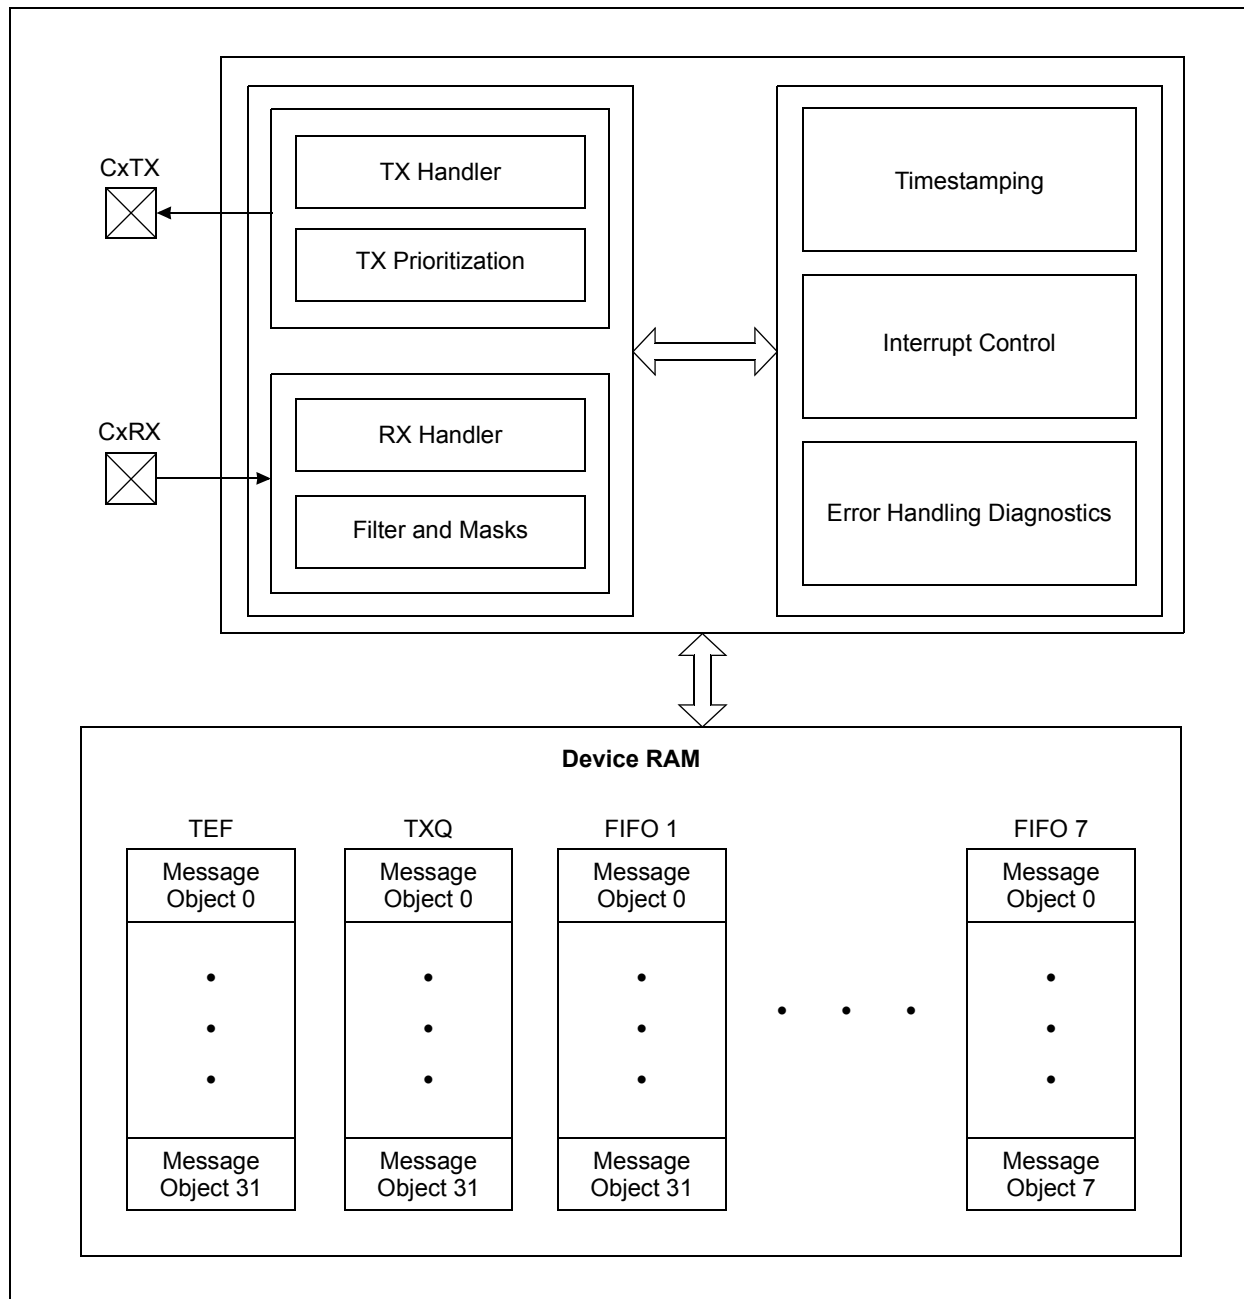 CxTX
TX Handler
TX Prioritization
CxRX
RX Handler
Filter and Masks
Timestamping
Interrupt Control
Error Handling Diagnostics
Device RAM
TEF
TXQ
FIFO 1
FIFO 7
Message
Object 0
Message
Object 0
Message
Object 0
Message
Object 0
Message
Object 31
Message
Object 31
Message
Object 31
Message
Object 7